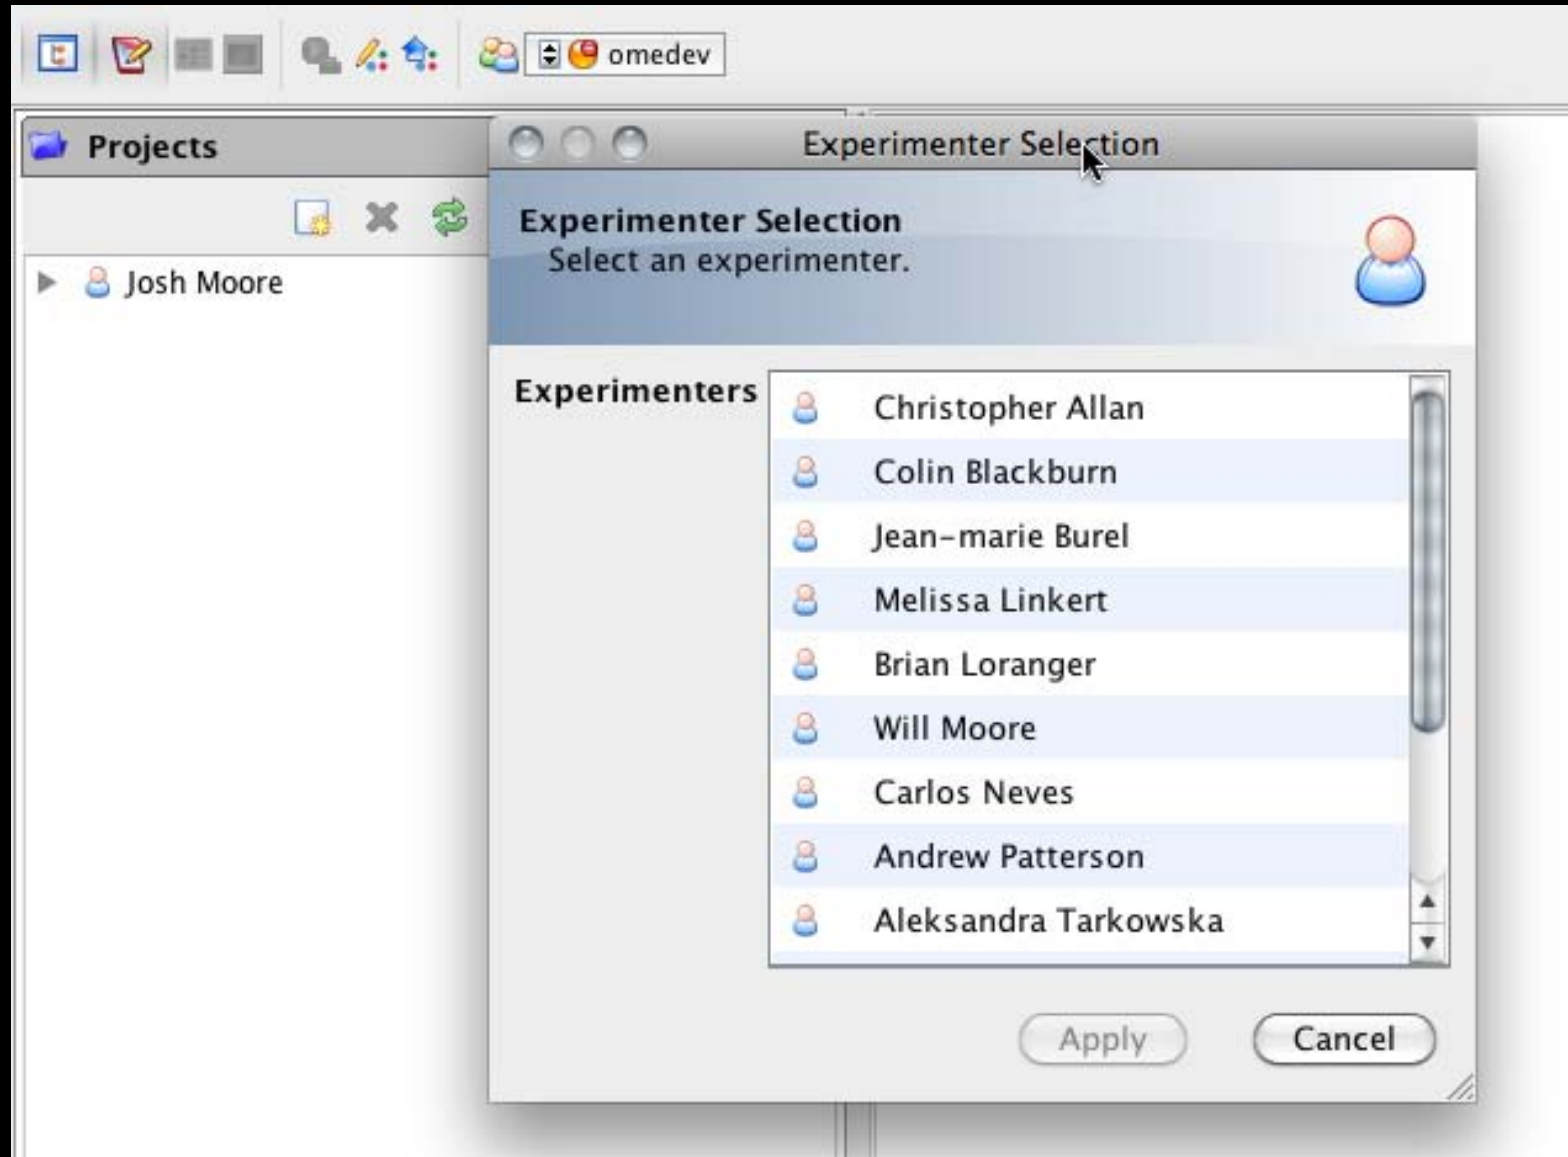 omedev
Projects
Josh Moore
Experimenter Selection
Experimenter Selection
Select an experimenter.
Experimenters
Christopher Allan
Colin Blackburn
Jean-marie Burel
Melissa Linkert
Brian Loranger
Will Moore
Carlos Neves
Andrew Patterson
Aleksandra Tarkowska
Apply
Cancel